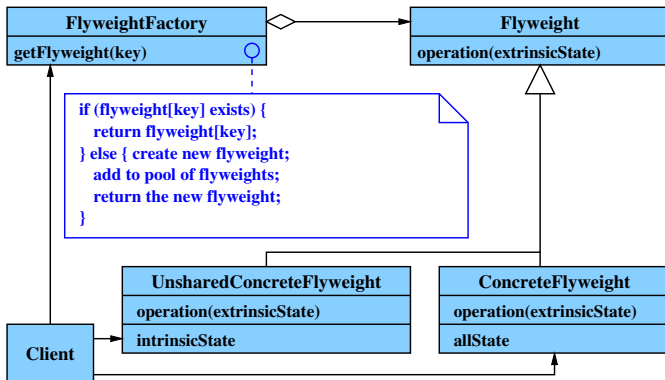 FlyweightFactory
getFlyweight(key)
Flyweight
operation(extrinsicState)
if (flyweight[key] exists) {
return flyweight[key];
} else { create new flyweight;
add to pool of flyweights;
return the new flyweight;
}
UnsharedConcreteFlyweight
operation(extrinsicState)
intrinsicState
ConcreteFlyweight
operation(extrinsicState)
allState
Client